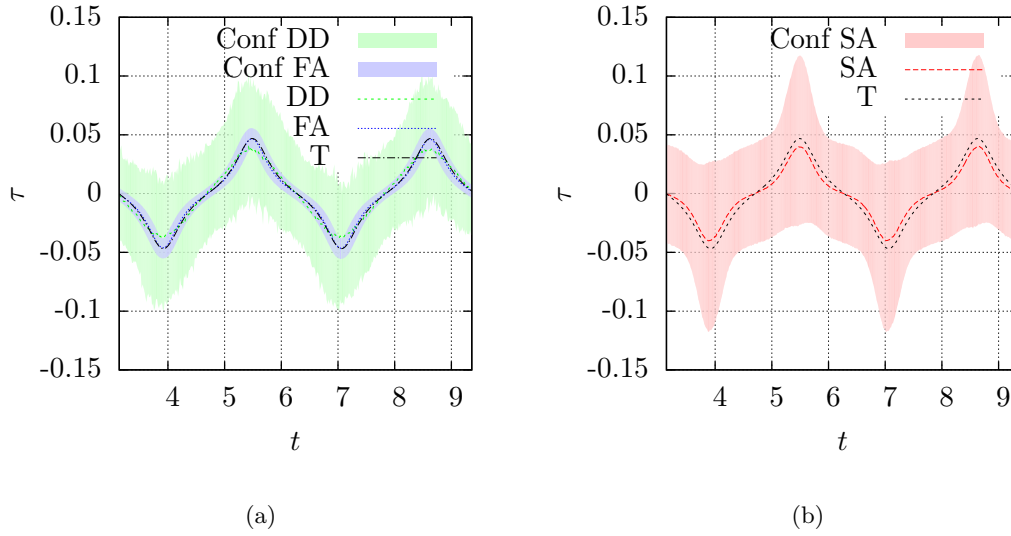 0.15
Conf DD
Conf FA
DD
FA
T
0.1
0.05
0
-0.05
-0.1
-0.15
τ
4 5 6 7 8 9
t
(a)
0.15
Conf SA
SA
T
0.1
0.05
0
-0.05
-0.1
-0.15
τ
4 5 6 7 8 9
t
(b)